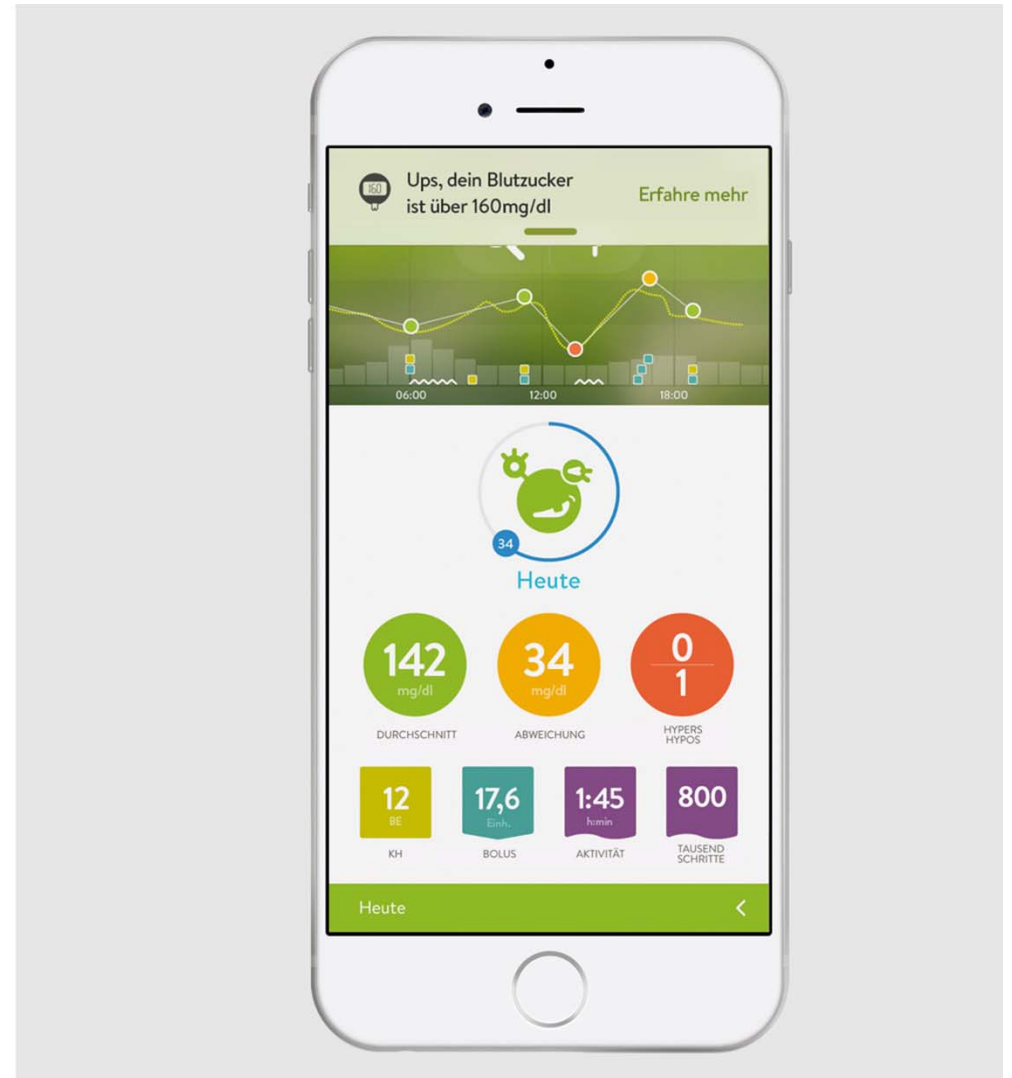 160
Ups, dein Blutzucker
ist über 160mg/dl
Erfahre mehr
06:00 12:00 18:00
34
Heute
142 34 0
mg/dl mg/dl 1
DURCHSCHNITT ABWEICHUNG HYPERS
HYPOS
12 17,6 1:45 800
BE Einh. h:min
KH BOLUS AKTIVITÄT TAUSEND
SCHRITTE
Heute